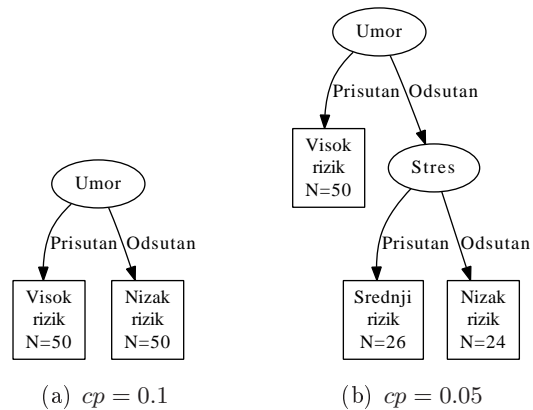 Umor
Prisutan Odsutan
Visok
rizik
N=50
Nizak
rizik
N=50
(a) cp = 0.1
Umor
Prisutan Odsutan
Visok
rizik
N=50
Stres
Prisutan Odsutan
Srednji
rizik
N=26
Nizak
rizik
N=24
(b) cp = 0.05